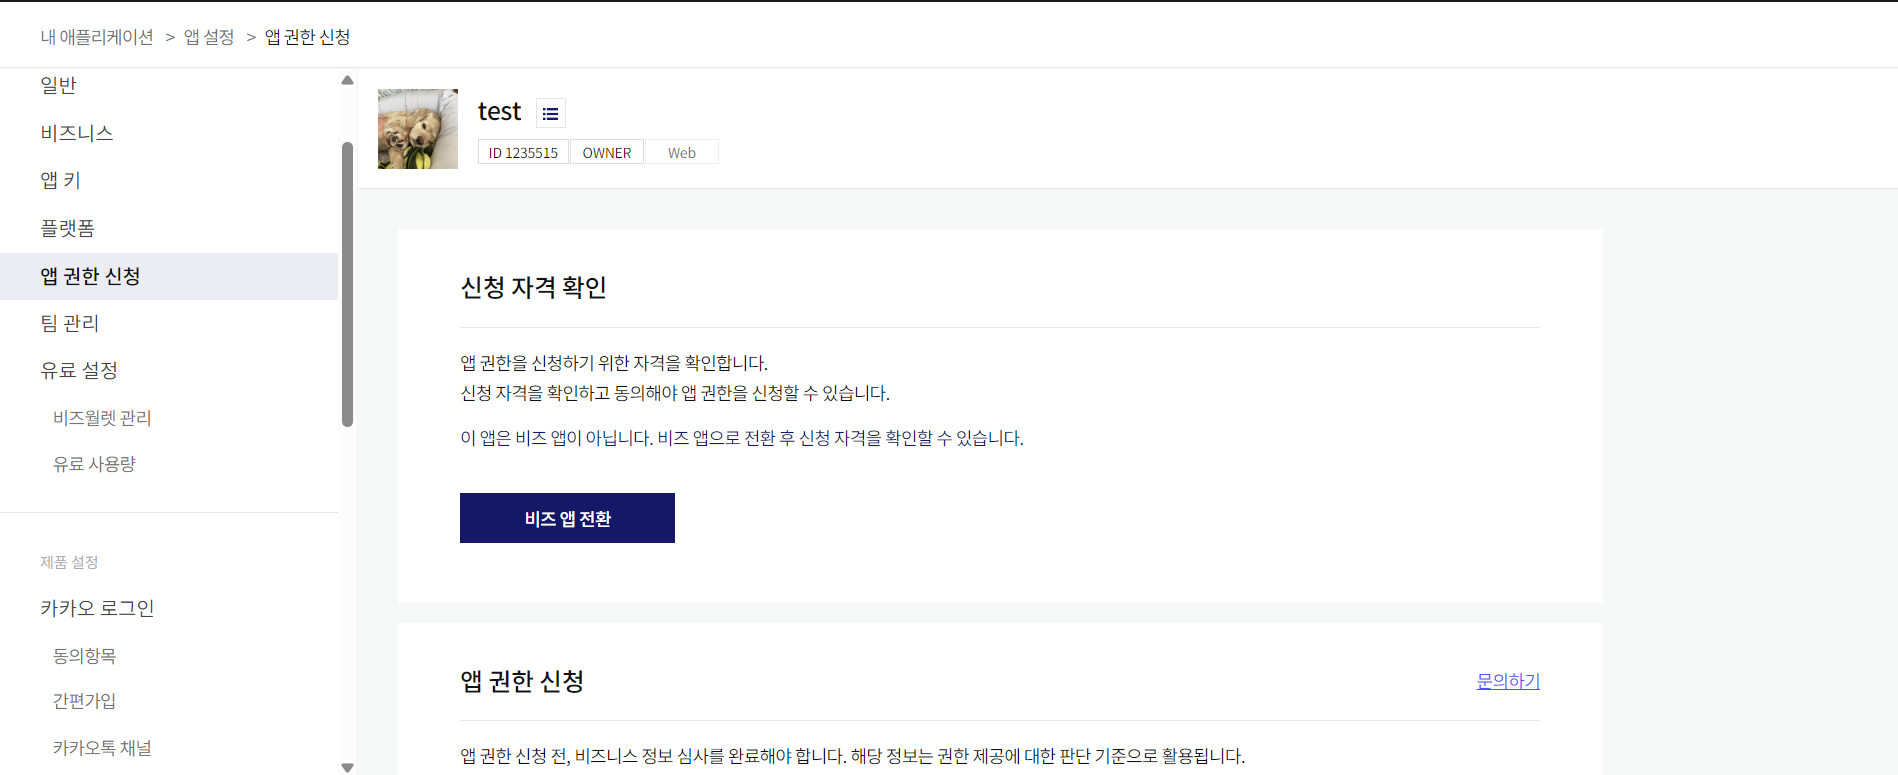 내 애플리케이션 > 앱 설정 > 앱 권한 신청
일반
비즈니스
앱 키
플랫폼
앱 권한 신청
팀 관리
유료 설정
비즈월렛 관리
유료 사용량
제품 설정
카카오 로그인
동의항목
간편가입
카카오톡 채널
test
ID 1235515 OWNER Web
신청 자격 확인
앱 권한을 신청하기 위한 자격을 확인합니다.
신청 자격을 확인하고 동의해야 앱 권한을 신청할 수 있습니다.
이 앱은 비즈 앱이 아닙니다. 비즈 앱으로 전환 후 신청 자격을 확인할 수 있습니다.
비즈 앱 전환
앱 권한 신청
문의하기
앱 권한 신청 전, 비즈니스 정보 심사를 완료해야 합니다. 해당 정보는 권한 제공에 대한 판단 기준으로 활용됩니다.